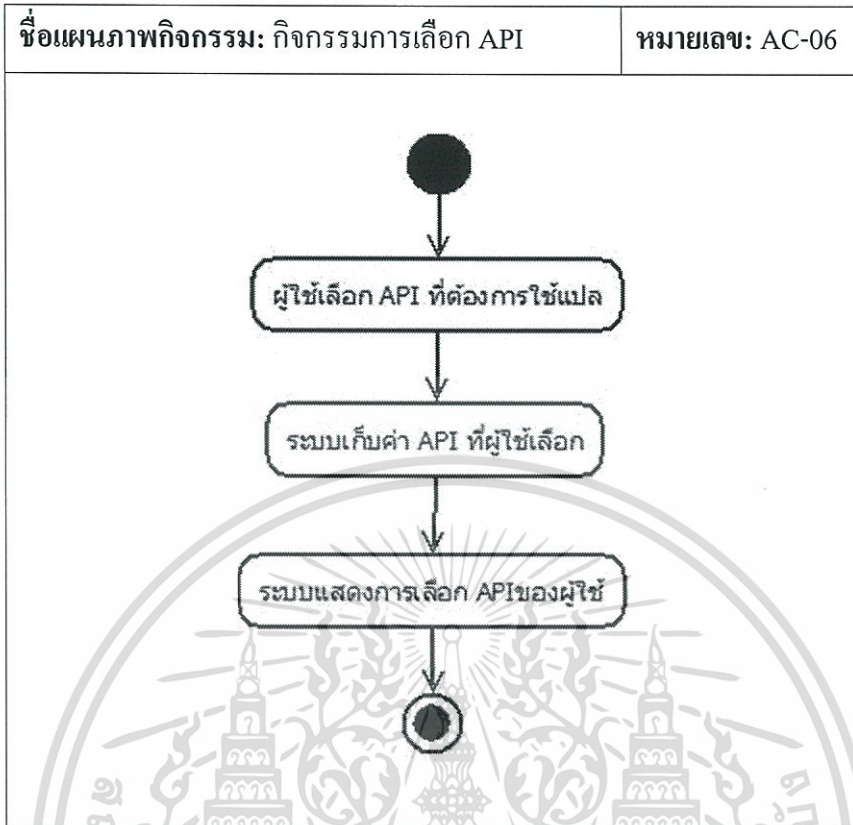 ชื่อแผนภาพกิจกรรม: กิจกรรมการเลือก API
หมายเลข: AC-06
ผู้ใช้เลือก API ที่ต้องการใช้แปล
ระบบเก็บค่า API ที่ผู้ใช้เลือก
ระบบแสดงการเลือก APIของผู้ใช้